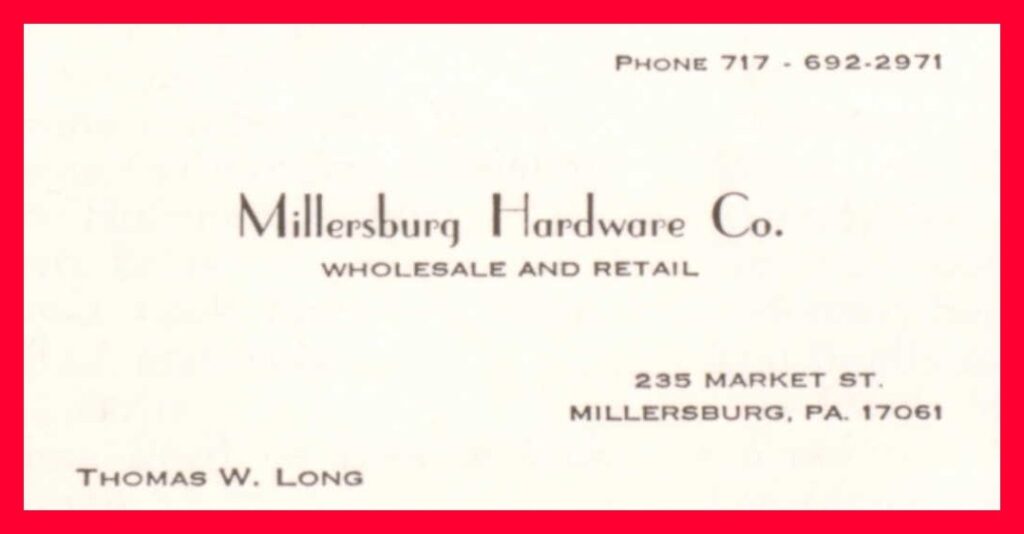 PHONE 717 - 692-2971
Millersburg Hardware Co.
WHOLESALE AND RETAIL
235 MARKET ST.
MILLERSBURG, PA. 17061
THOMAS W. LONG